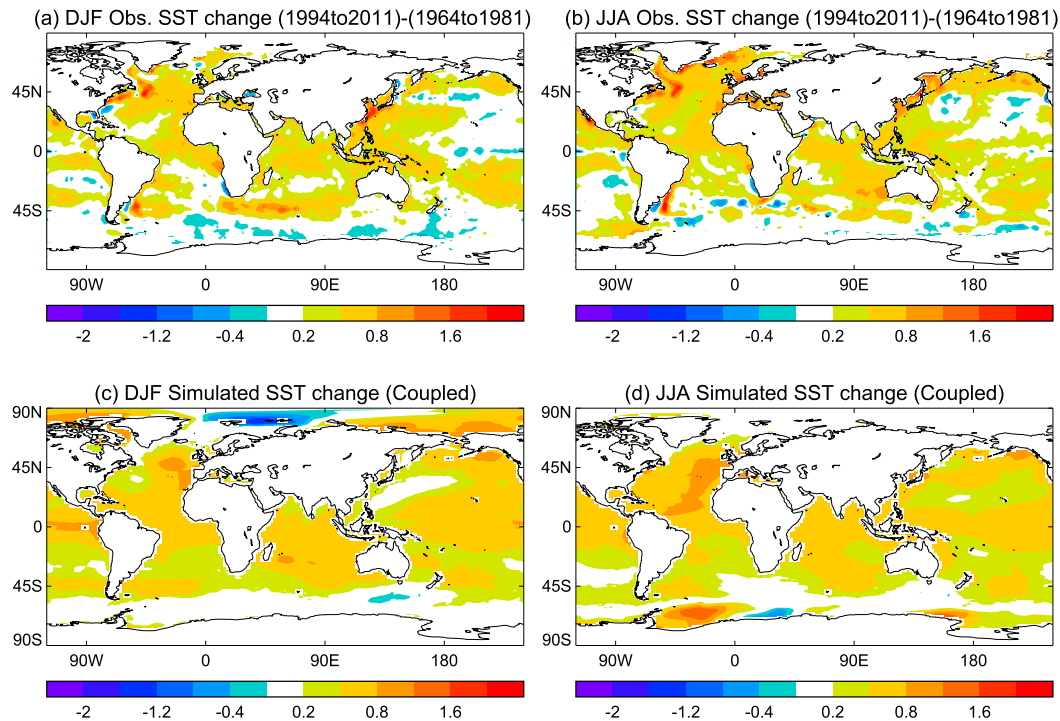 (a) DJF Obs. SST change (1994to2011)-(1964to1981)
(b) JJA Obs. SST change (1994to2011)-(1964to1981)
45N
0
45S
90W 0 90E 180
45N
0
45S
90W 0 90E 180
-2 -1.2 -0.4 0.2 0.8 1.6
-2 -1.2 -0.4 0.2 0.8 1.6
(c) DJF Simulated SST change (Coupled)
(d) JJA Simulated SST change (Coupled)
90N
45N
0
45S
90S
90W 0 90E 180
90N
45N
0
45S
90S
90W 0 90E 180
-2 -1.2 -0.4 0.2 0.8 1.6
-2 -1.2 -0.4 0.2 0.8 1.6